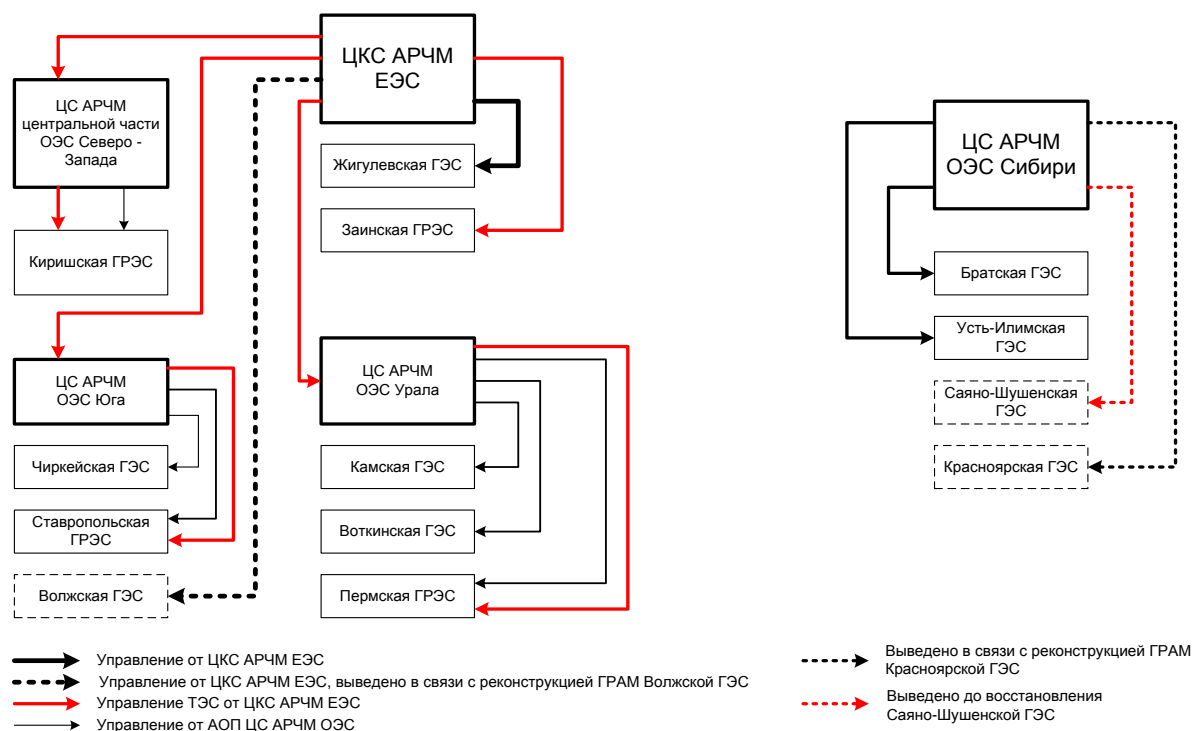 ЦКС АРЧМ
ЕЭС
ЦС АРЧМ
центральной части
ОЭС Северо -
Запада
Жигулевская ГЭС
Заинская ГРЭС
Киришская ГРЭС
ЦС АРЧМ
ОЭС Юга
ЦС АРЧМ
ОЭС Урала
Чиркейская ГЭС
Камская ГЭС
Ставропольская
ГРЭС
Воткинская ГЭС
Волжская ГЭС
Пермская ГРЭС
ЦС АРЧМ
ОЭС Сибири
Братская ГЭС
Усть-Илимская
ГЭС
Саяно-Шушенская
ГЭС
Красноярская ГЭС
Управление от ЦКС АРЧМ ЕЭС
Управление от ЦКС АРЧМ ЕЭС, выведено в связи с реконструкцией ГРАМ Волжской ГЭС
Управление ТЭС от ЦКС АРЧМ ЕЭС
Управление от АОП ЦС АРЧМ ОЭС
Выведено в связи с реконструкцией ГРАМ
Красноярской ГЭС
Выведено до восстановления
Саяно-Шушенской ГЭС